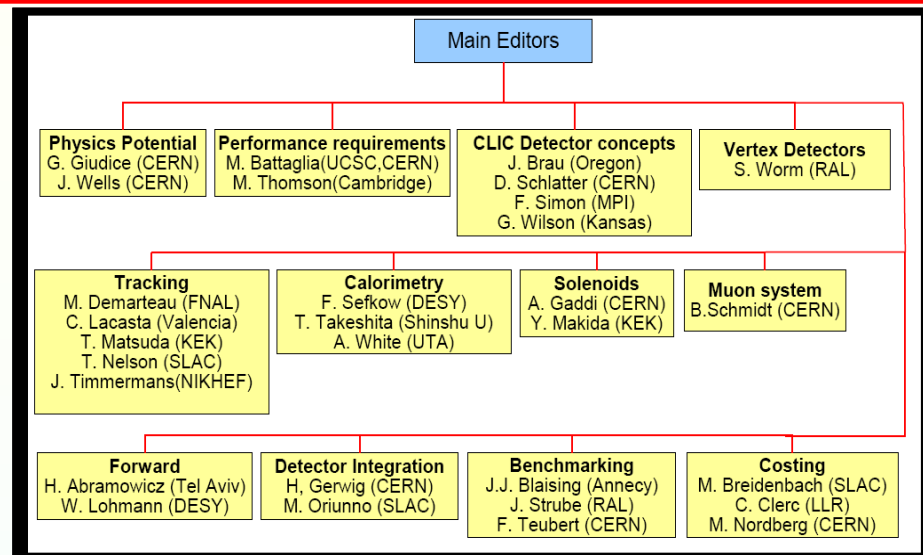 Main Editors
Physics Potential
G. Giudice (CERN)
J. Wells (CERN)
Performance requirements
M. Battaglia(UCSC,CERN)
M. Thomson(Cambridge)
CLIC Detector concepts
J. Brau (Oregon)
D. Schlatter (CERN)
F. Simon (MPI)
G. Wilson (Kansas)
Vertex Detectors
S. Worm (RAL)
Tracking
M. Demarteau (FNAL)
C. Lacasta (Valencia)
T. Matsuda (KEK)
T. Nelson (SLAC)
J. Timmermans(NIKHEF)
Calorimetry
F. Sefkow (DESY)
T. Takeshita (Shinshu U)
A. White (UTA)
Solenoids
A. Gaddi (CERN)
Y. Makida (KEK)
Muon system
B.Schmidt (CERN)
Forward
H. Abramowicz (Tel Aviv)
W. Lohmann (DESY)
Detector Integration
H, Gerwig (CERN)
M. Oriunno (SLAC)
Benchmarking
J.J. Blaising (Annecy)
J. Strube (RAL)
F. Teubert (CERN)
Costing
M. Breidenbach (SLAC)
C. Clerc (LLR)
M. Nordberg (CERN)